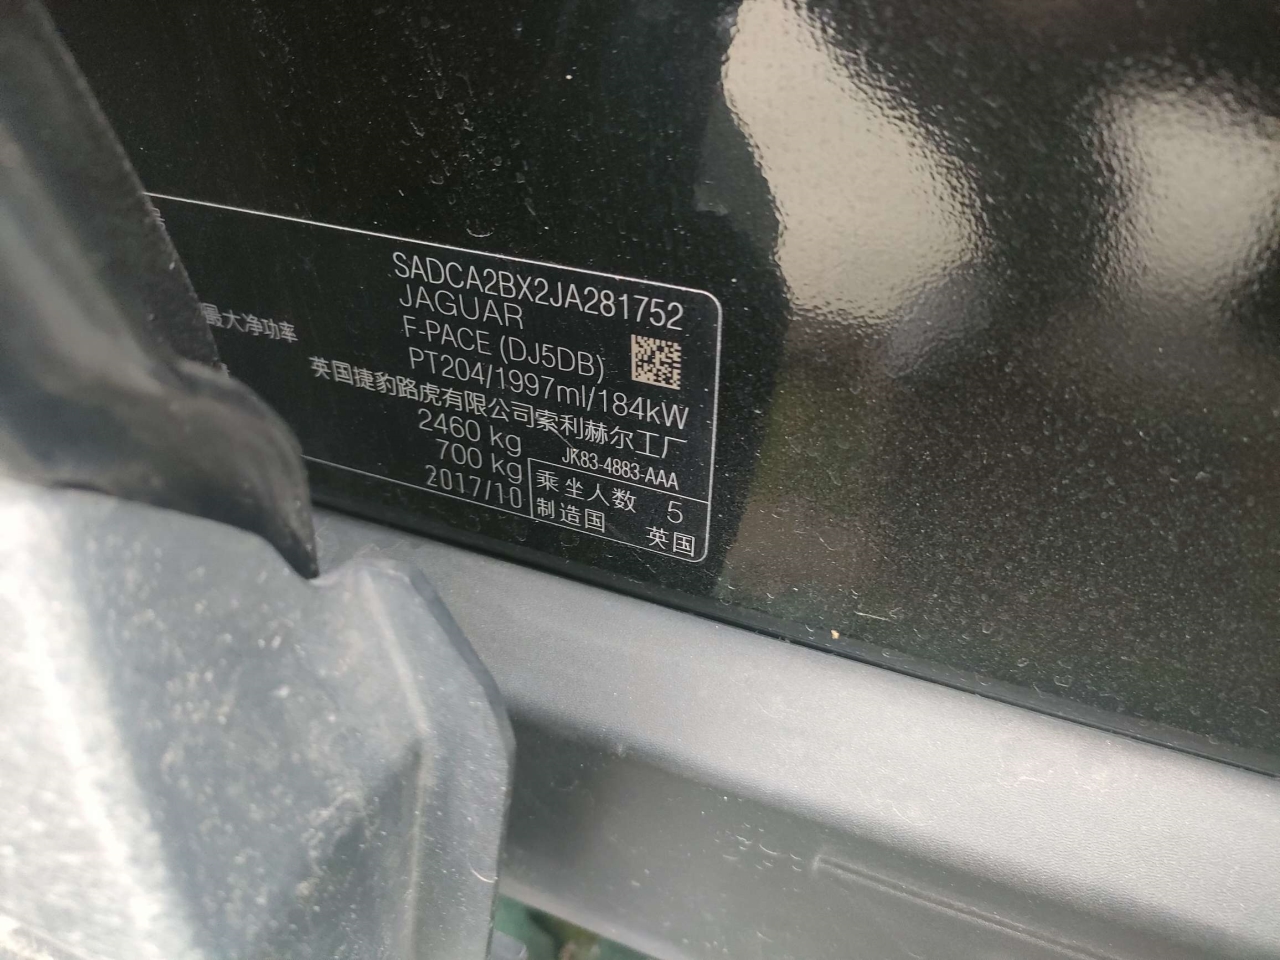 SADCA2BX2JA281752
JAGUAR
F-PACE (DJ5DB)
最大净功率
PT204/1997ml/184kW
英国捷豹路虎有限公司索利赫尔工厂
2460 kg
JK83-4883-AAA
700 kg
乘坐人数 5
2017/10
制造国 英国